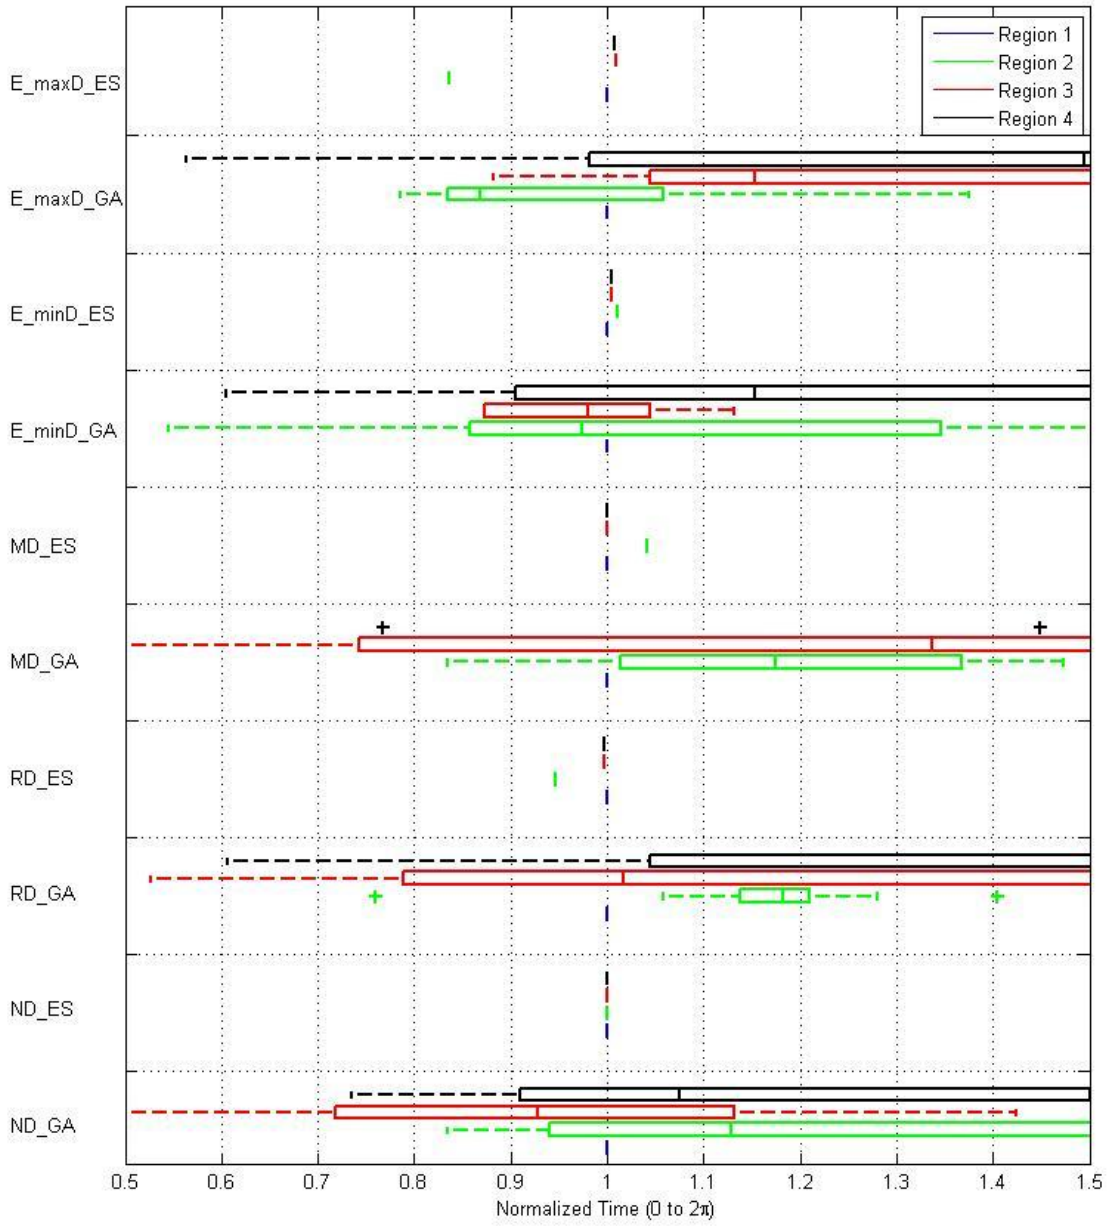 Region 1
Region 2
Region 3
Region 4
E_maxD_ES
E_maxD_GA
E_minD_ES
E_minD_GA
MD_ES
MD_GA
RD_ES
RD_GA
ND_ES
ND_GA
0.5 0.6 0.7 0.8 0.9 1 1.1 1.2 1.3 1.4 1.5
Normalized Time (0 to 2π)